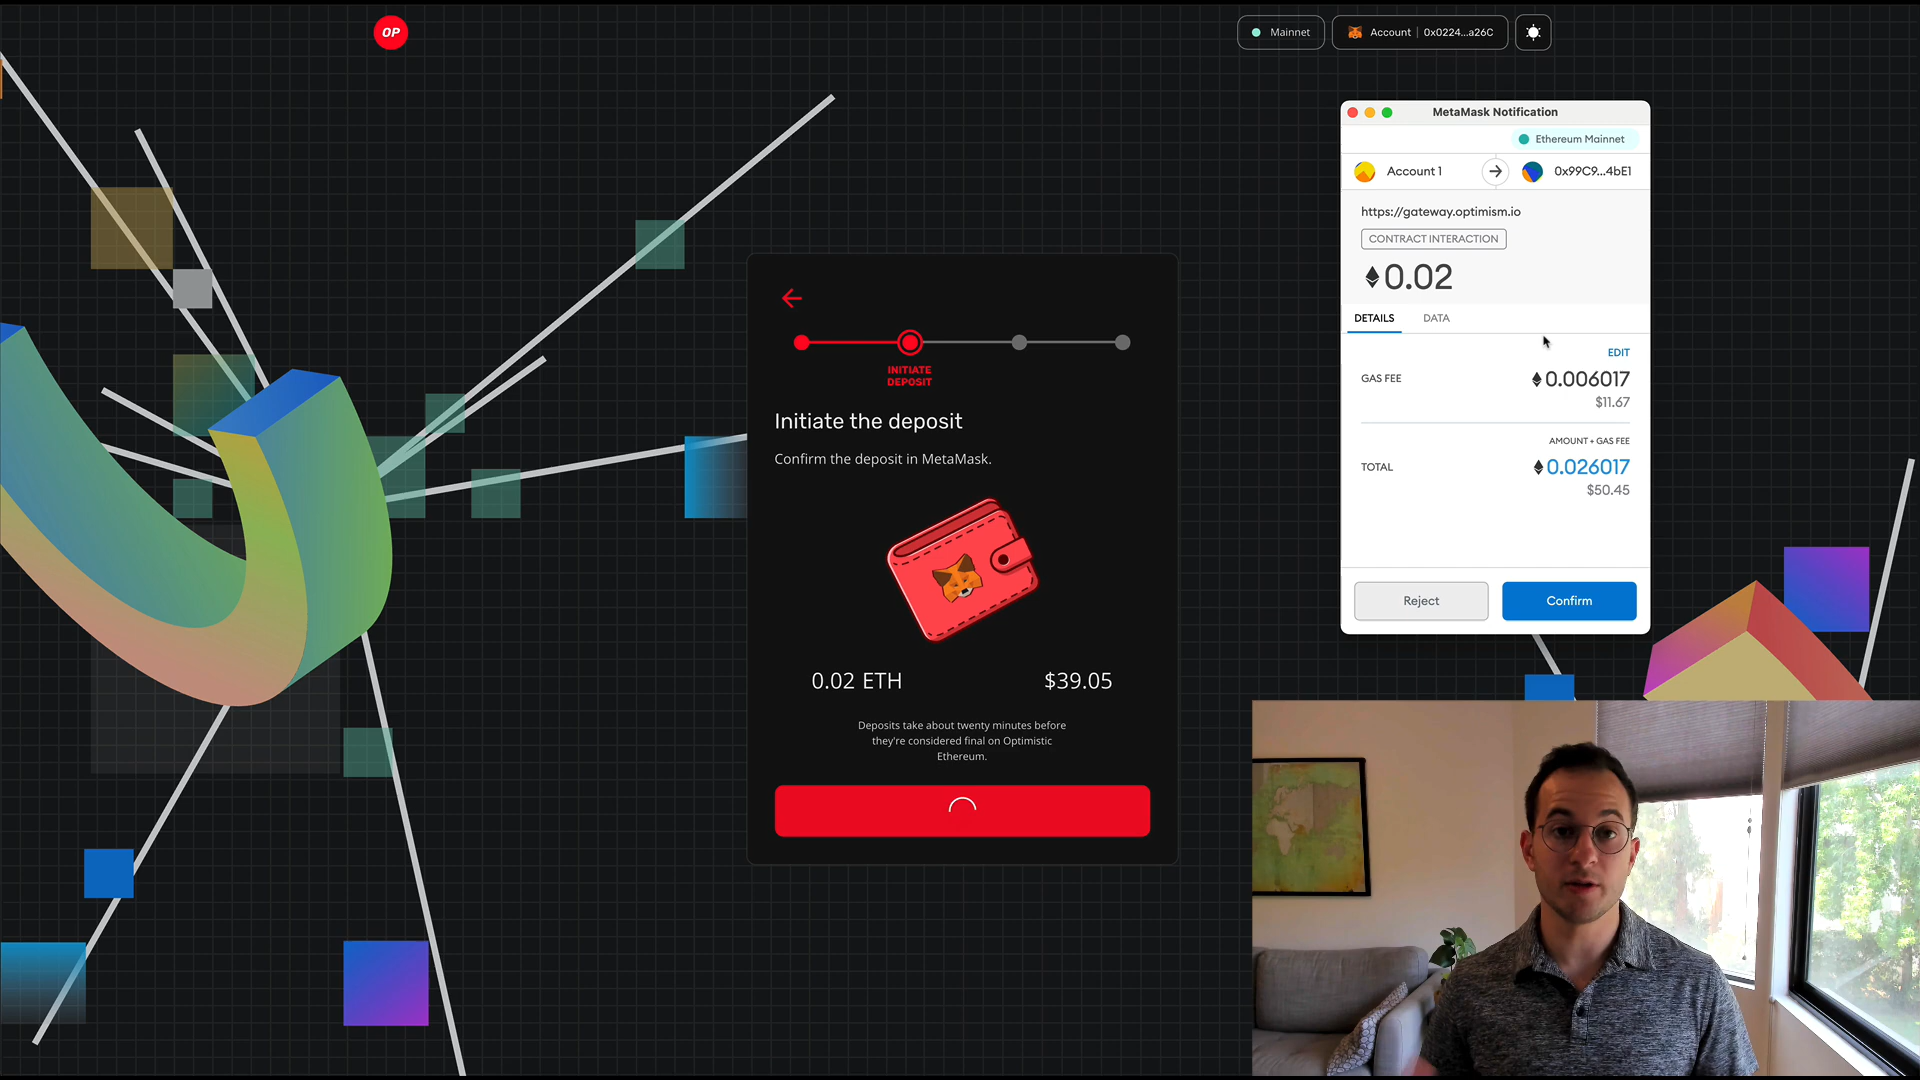 OP
Mainnet
Account | 0x0224...a26C
MetaMask Notification
Ethereum Mainnet
Account 1
0x99C9...4bE1
https://gateway.optimism.io
CONTRACT INTERACTION
0.02
DETAILS
DATA
EDIT
GAS FEE
0.006017
$11.67
AMOUNT + GAS FEE
TOTAL
0.026017
$50.45
Reject
Confirm
INITIATE
DEPOSIT
Initiate the deposit
Confirm the deposit in MetaMask.
0.02 ETH
$39.05
Deposits take about twenty minutes before
they're considered final on Optimistic
Ethereum.